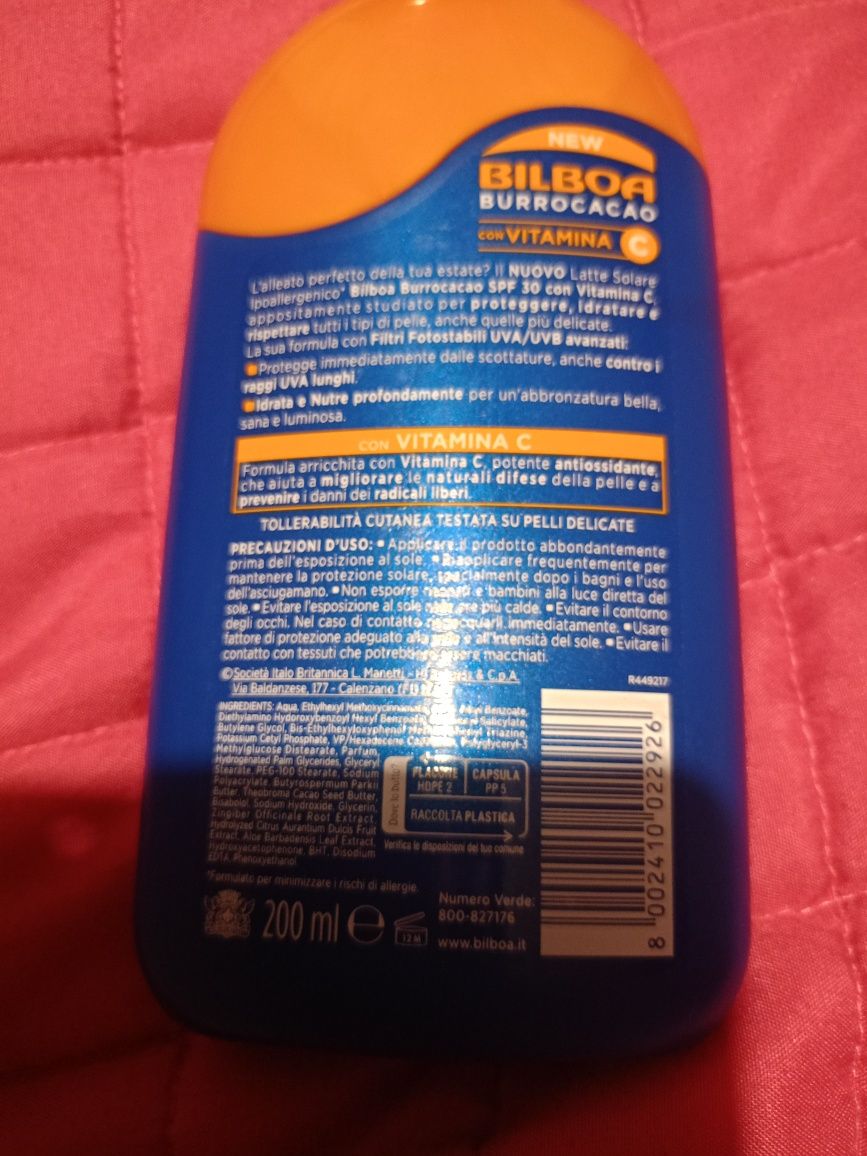 NEW
BILBOA
BURROCACAO
CON VITAMINA C
L'alleato perfetto della tua estate? Il NUOVO Latte Solare
Ipoallergenico* Bilboa Burrocacao SPF 30 con Vitamina C,
appositamente studiato per proteggere, idratare e
rispettare tutti i tipi di pelle, anche quelle più delicate.
La sua formula con Filtri Fotostabili UVA/UVB avanzati:
Protegge immediatamente dalle scottature, anche contro i
raggi UVA lunghi.
Idrata e Nutre profondamente per un'abbronzatura bella,
sana e luminosa.
CON VITAMINA C
Formula arricchita con Vitamina C, potente antiossidante,
che aiuta a migliorare le naturali difese della pelle e a
prevenire i danni dei radicali liberi.
TOLLERABILITÀ CUTANEA TESTATA SU PELLI DELICATE
PRECAUZIONI D'USO: ▪ Applicare il prodotto abbondantemente
prima dell'esposizione al sole. ▪ Riapplicare frequentemente per
mantenere la protezione solare, specialmente dopo i bagni e l'uso
dell'asciugamano. ▪ Non esporre neonati e bambini alla luce diretta del
sole. ▪ Evitare l'esposizione al sole ore più calde. ▪ Evitare il contorno
degli occhi. Nel caso di contatto risciacquarli immediatamente. ▪ Usare
fattore di protezione adeguato alla e all'intensità del sole. ▪ Evitare il
contatto con tessuti che potrebbero essere macchiati.
©Società Italo Britannica L. Manetti - H. & C.p.A.
Via Baldanzese, 177 - Calenzano (FI)
R449217
INGREDIENTS: Aqua, Ethylhexyl Methoxycinnamate, Benzoate,
Diethylamino Hydoroxybenzoyl Hexyl Benzoate, Salicylate,
Butylene Glycol, Bis-Ethylhexyloxyphenol Triazine,
Potassium Cetyl Phosphate, VP/Hexadecene Polyglyceryl-3
Methylglucose Distearate, Parfum,
Hydrogenated Palm Glycerides, Glyceryl
Stearate, PEG-100 Stearate, Sodium
Polyacrylate, Butyrospermum Parkii
Butter, Theobroma Cacao Seed Butter,
Bisabolol, Sodium Hydroxide, Glycerin,
Zingiber Officinale Root Extract,
Hydrolyzed Citrus Aurantium Dulcis Fruit
Extract, Aloe Barbadensis Leaf Extract,
Hydroxyacetophenone, BHT, Disodium
EDTA, Phenoxyethanol.
Dove lo butto?
FLACONE
HDPE 2
CAPSULA
PP 5
RACCOLTA PLASTICA
Verifica le disposizioni del tuo comune
*Formulato per minimizzare i rischi di allergie.
200 ml ℮
12 M
Numero Verde:
800-827176
www.bilboa.it
8 002410 022926